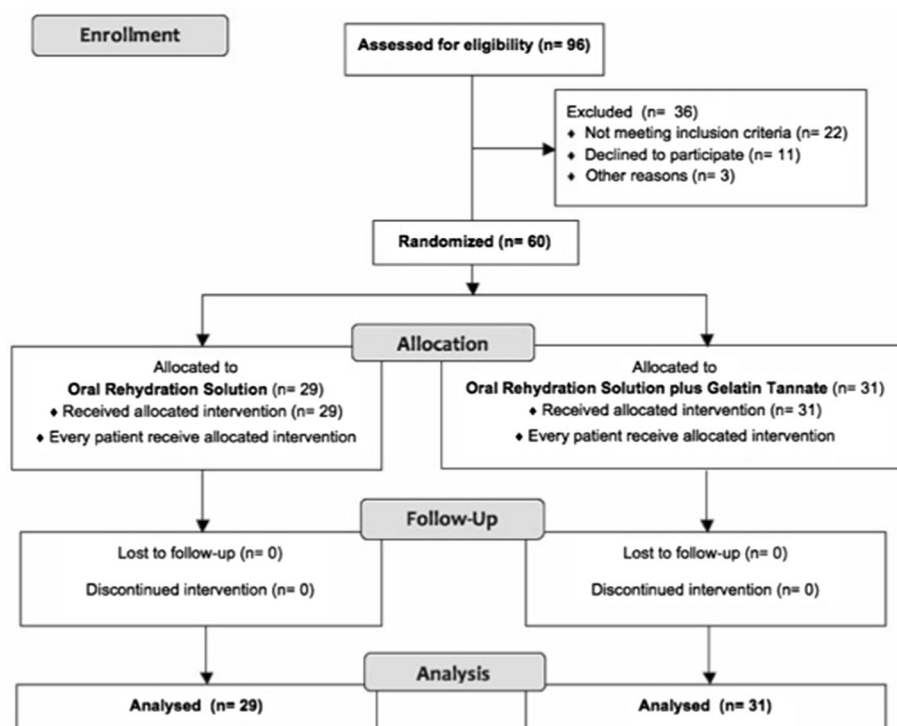 Enrollment
Assessed for eligibility (n= 96)
Excluded (n= 36)
♦ Not meeting inclusion criteria (n= 22)
♦ Declined to participate (n= 11)
♦ Other reasons (n= 3)
Randomized (n= 60)
Allocation
Allocated to
Oral Rehydration Solution (n= 29)
♦ Received allocated intervention (n= 29)
♦ Every patient receive allocated intervention
Allocated to
Oral Rehydration Solution plus Gelatin Tannate (n= 31)
♦ Received allocated intervention (n= 31)
♦ Every patient receive allocated intervention
Follow-Up
Lost to follow-up (n= 0)
Discontinued intervention (n= 0)
Lost to follow-up (n= 0)
Discontinued intervention (n= 0)
Analysis
Analysed (n= 29)
Analysed (n= 31)